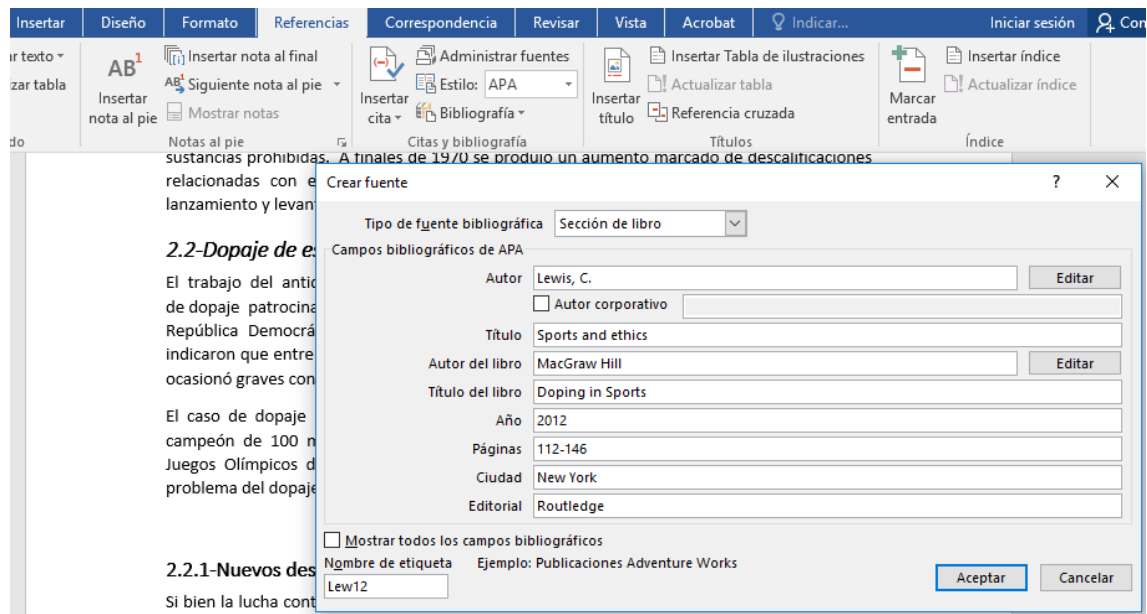 Insertar Diseño Formato Referencias Correspondencia Revisar Vista Acrobat Indicar... Iniciar sesión Con
ar texto
zar tabla
do
AB1
Insertar
nota al pie
[i] Insertar nota al final
AB1 Siguiente nota al pie
Mostrar notas
Notas al pie
Insertar
cita
Administrar fuentes
Estilo: APA
Bibliografía
Citas y bibliografía
Insertar
título
Insertar Tabla de ilustraciones
Actualizar tabla
Referencia cruzada
Títulos
Marcar
entrada
Insertar índice
Actualizar índice
Índice
sustancias prohibidas. A finales de 1970 se produjo un aumento marcado de descalificaciones
relacionadas con e
lanzamiento y levan
2.2-Dopaje de es
El trabajo del antid
de dopaje patrocina
República Democrá
indicaron que entre
ocasionó graves con
El caso de dopaje
campeón de 100 m
Juegos Olímpicos d
problema del dopaje
2.2.1-Nuevos des
Si bien la lucha cont
Crear fuente ?
Tipo de fuente bibliográfica Sección de libro
Campos bibliográficos de APA
Autor Lewis, C. Editar
Autor corporativo
Título Sports and ethics
Autor del libro MacGraw Hill Editar
Título del libro Doping in Sports
Año 2012
Páginas 112-146
Ciudad New York
Editorial Routledge
Mostrar todos los campos bibliográficos
Nombre de etiqueta Ejemplo: Publicaciones Adventure Works
Lew12
Aceptar Cancelar